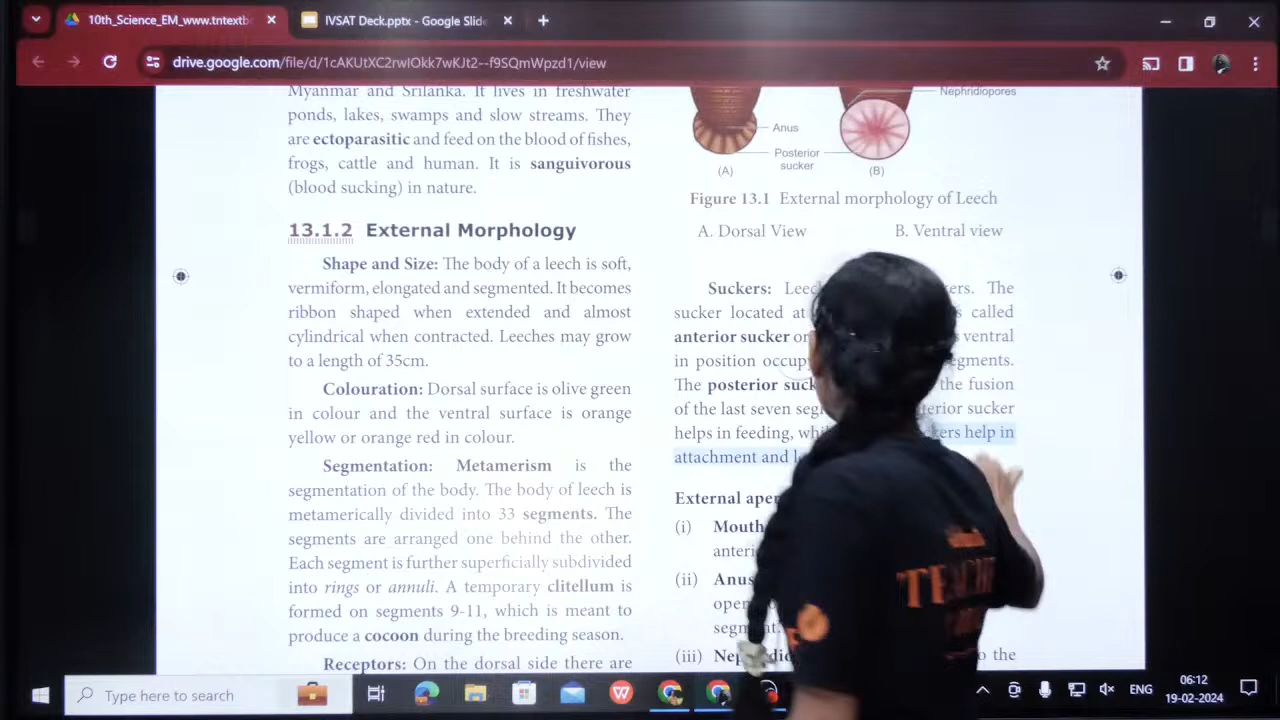 10th_Science_EM_www.tntextb
IVSAT Deck.pptx - Google Slid
drive.google.com/file/d/1cAKUtXC2rwIOkk7wKJt2--f9SQmWpzd1/view
Myanmar and Srilanka. It lives in freshwater
ponds, lakes, swamps and slow streams. They
are ectoparasitic and feed on the blood of fishes,
frogs, cattle and human. It is sanguivorous
(blood sucking) in nature.
13.1.2 External Morphology
Shape and Size: The body of a leech is soft,
vermiform, elongated and segmented. It becomes
ribbon shaped when extended and almost
cylindrical when contracted. Leeches may grow
to a length of 35cm.
Colouration: Dorsal surface is olive green
in colour and the ventral surface is orange
yellow or orange red in colour.
Segmentation: Metamerism is the
segmentation of the body. The body of leech is
metamerically divided into 33 segments. The
segments are arranged one behind the other.
Each segment is further superficially subdivided
into rings or annuli. A temporary clitellum is
formed on segments 9-11, which is meant to
produce a cocoon during the breeding season.
Receptors: On the dorsal side there are
Nephridiopores
Anus
Posterior
sucker
(A)
(B)
Figure 13.1 External morphology of Leech
A. Dorsal View
B. Ventral view
Suckers: The
sucker located at called
anterior sucker ventral
in position
The posterior the fusion
of the last seven sucker
helps in feeding, help in
attachment and
External
(i) Mouth
(ii) Anus
(iii) the
Type here to search
ENG
06:12
19-02-2024